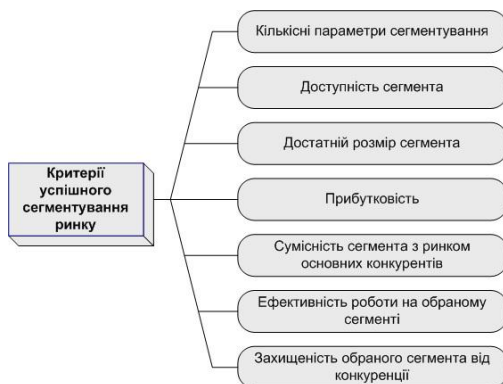 Критерії
успішного
сегментування
ринку
Кількісні параметри сегментування
Доступність сегмента
Достатній розмір сегмента
Прибутковість
Сумісність сегмента з ринком
основних конкурентів
Ефективність роботи на обраному
сегменті
Захищеність обраного сегмента від
конкуренції